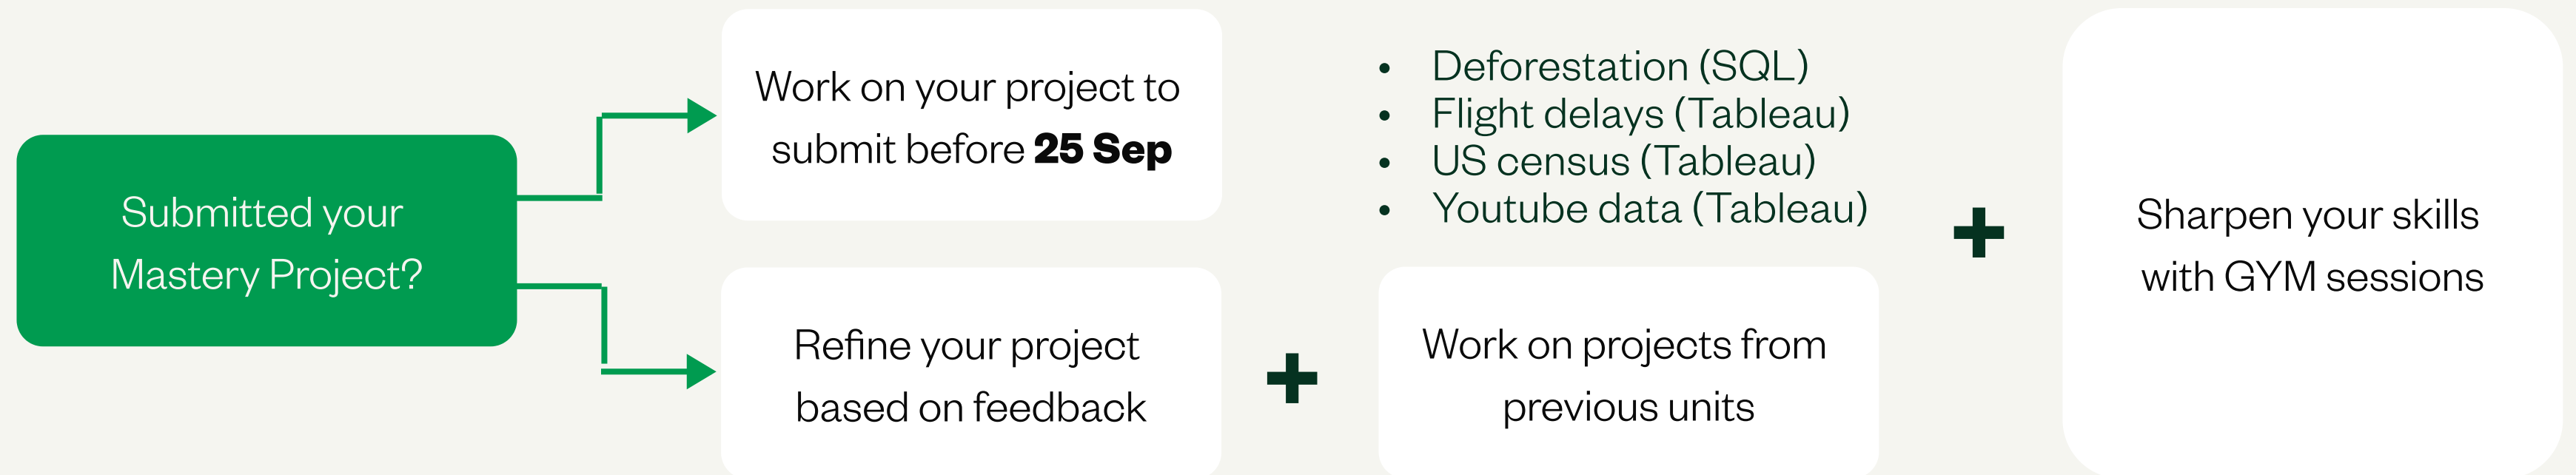 Submitted your
Mastery Project?
Work on your project to
submit before 25 Sep
Refine your project
based on feedback
+
• Deforestation (SQL)
• Flight delays (Tableau)
• US census (Tableau)
• Youtube data (Tableau)
Work on projects from
previous units
+
Sharpen your skills
with GYM sessions